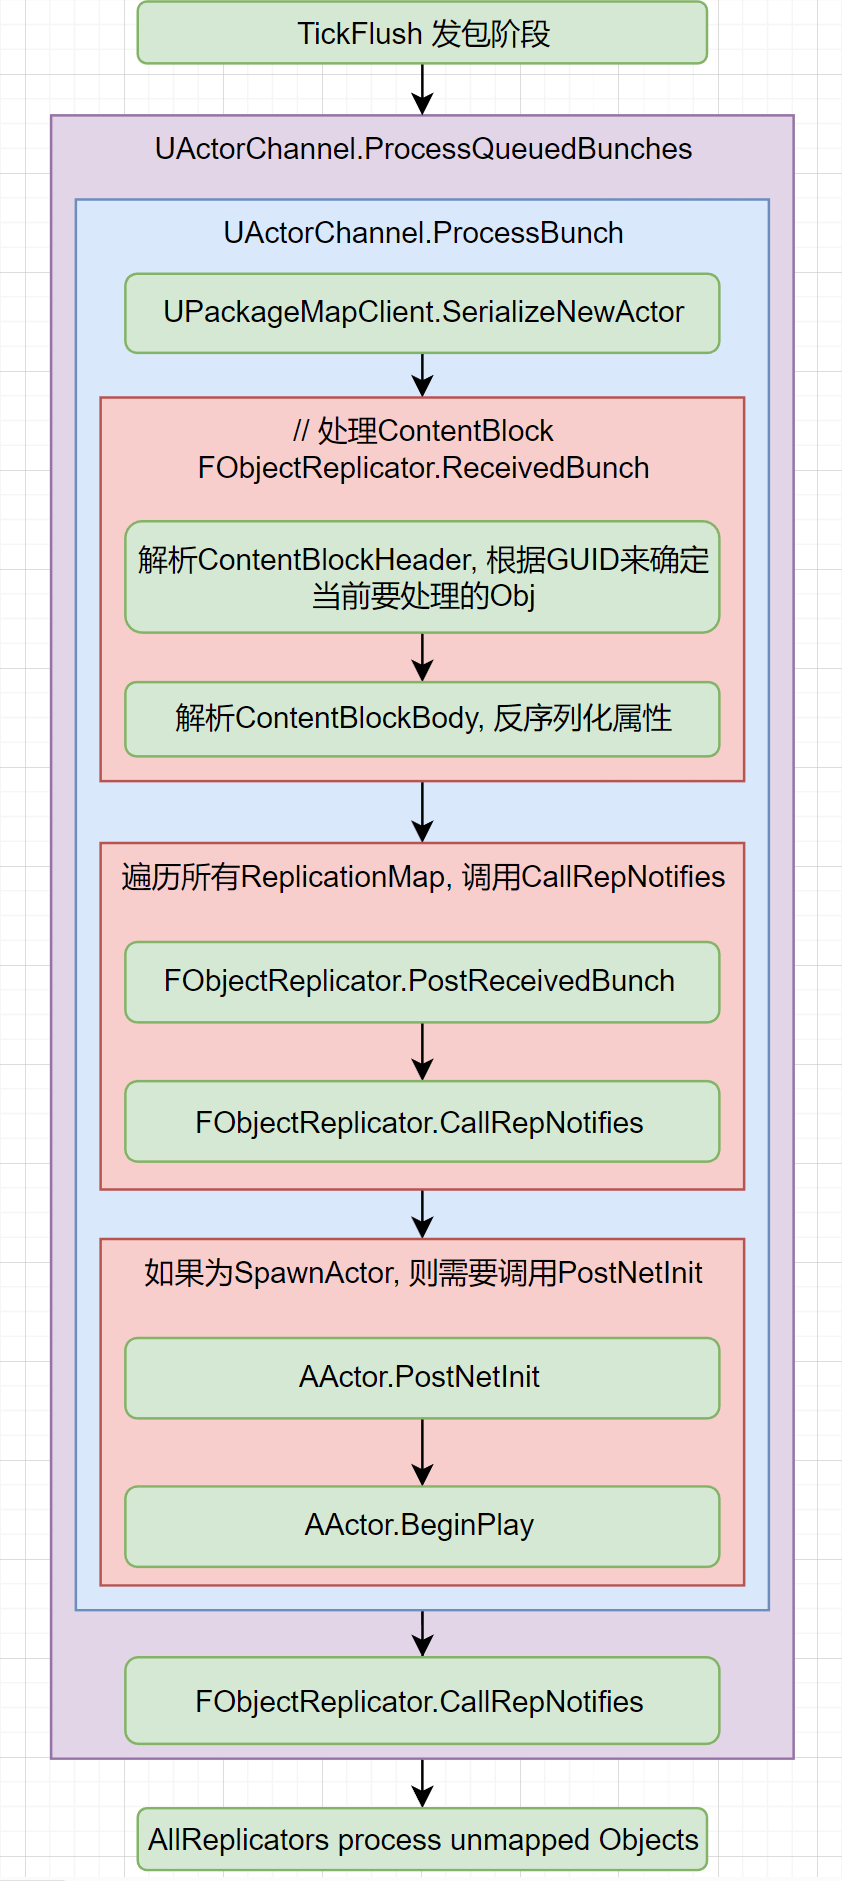 TickFlush 发包阶段
UActorChannel.ProcessQueuedBunches
UActorChannel.ProcessBunch
UPackageMapClient.SerializeNewActor
// 处理ContentBlock
FObjectReplicator.ReceivedBunch
解析ContentBlockHeader, 根据GUID来确定
当前要处理的Obj
解析ContentBlockBody, 反序列化属性
遍历所有ReplicationMap, 调用CallRepNotifies
FObjectReplicator.PostReceivedBunch
FObjectReplicator.CallRepNotifies
如果为SpawnActor, 则需要调用PostNetInit
AActor.PostNetInit
AActor.BeginPlay
FObjectReplicator.CallRepNotifies
AllReplicators process unmapped Objects